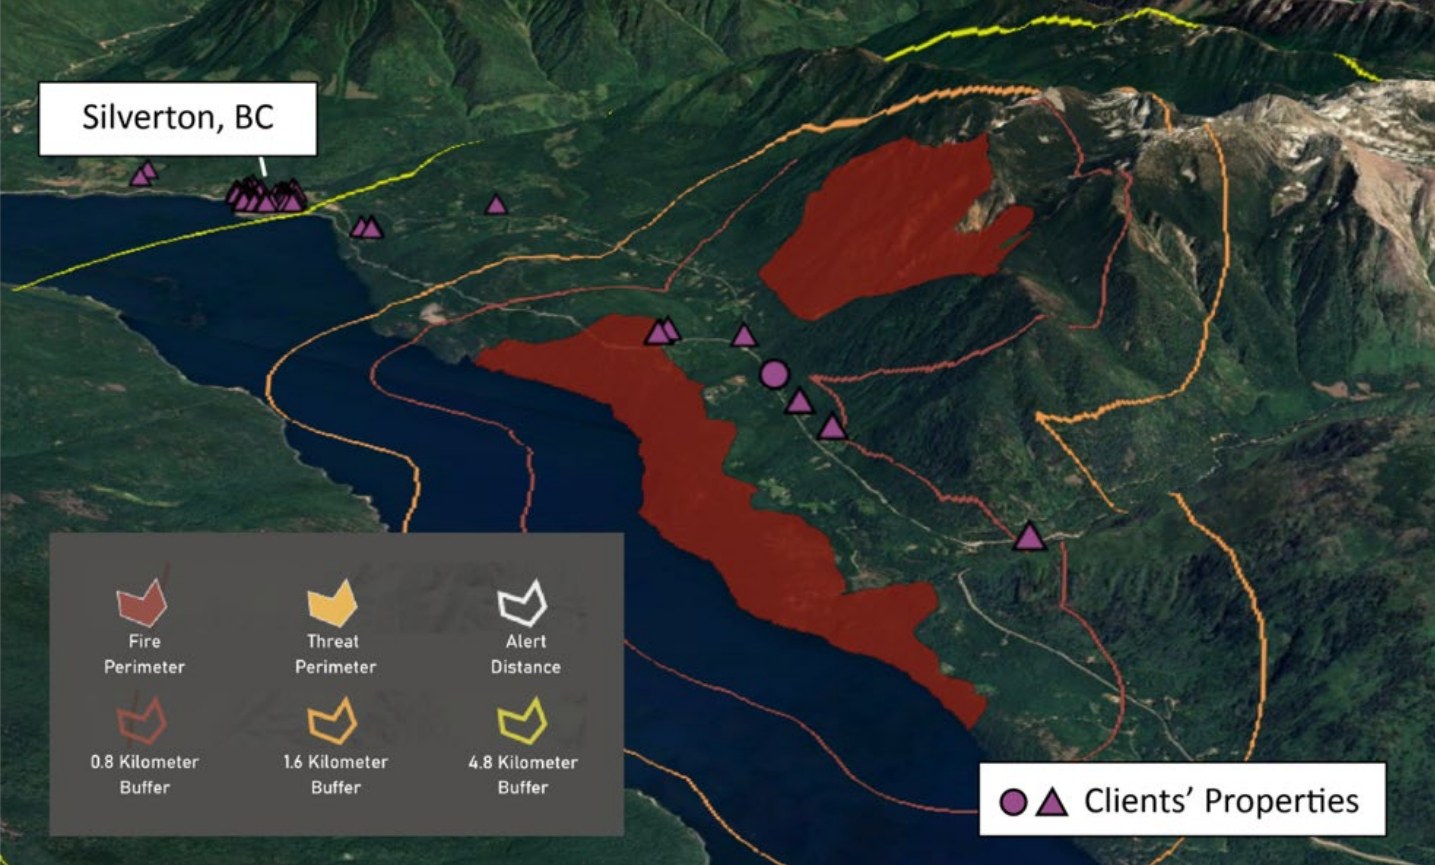 Silverton, BC
Fire
Perimeter
Threat
Perimeter
Alert
Distance
0.8 Kilometer
Buffer
1.6 Kilometer
Buffer
4.8 Kilometer
Buffer
Clients’ Properties